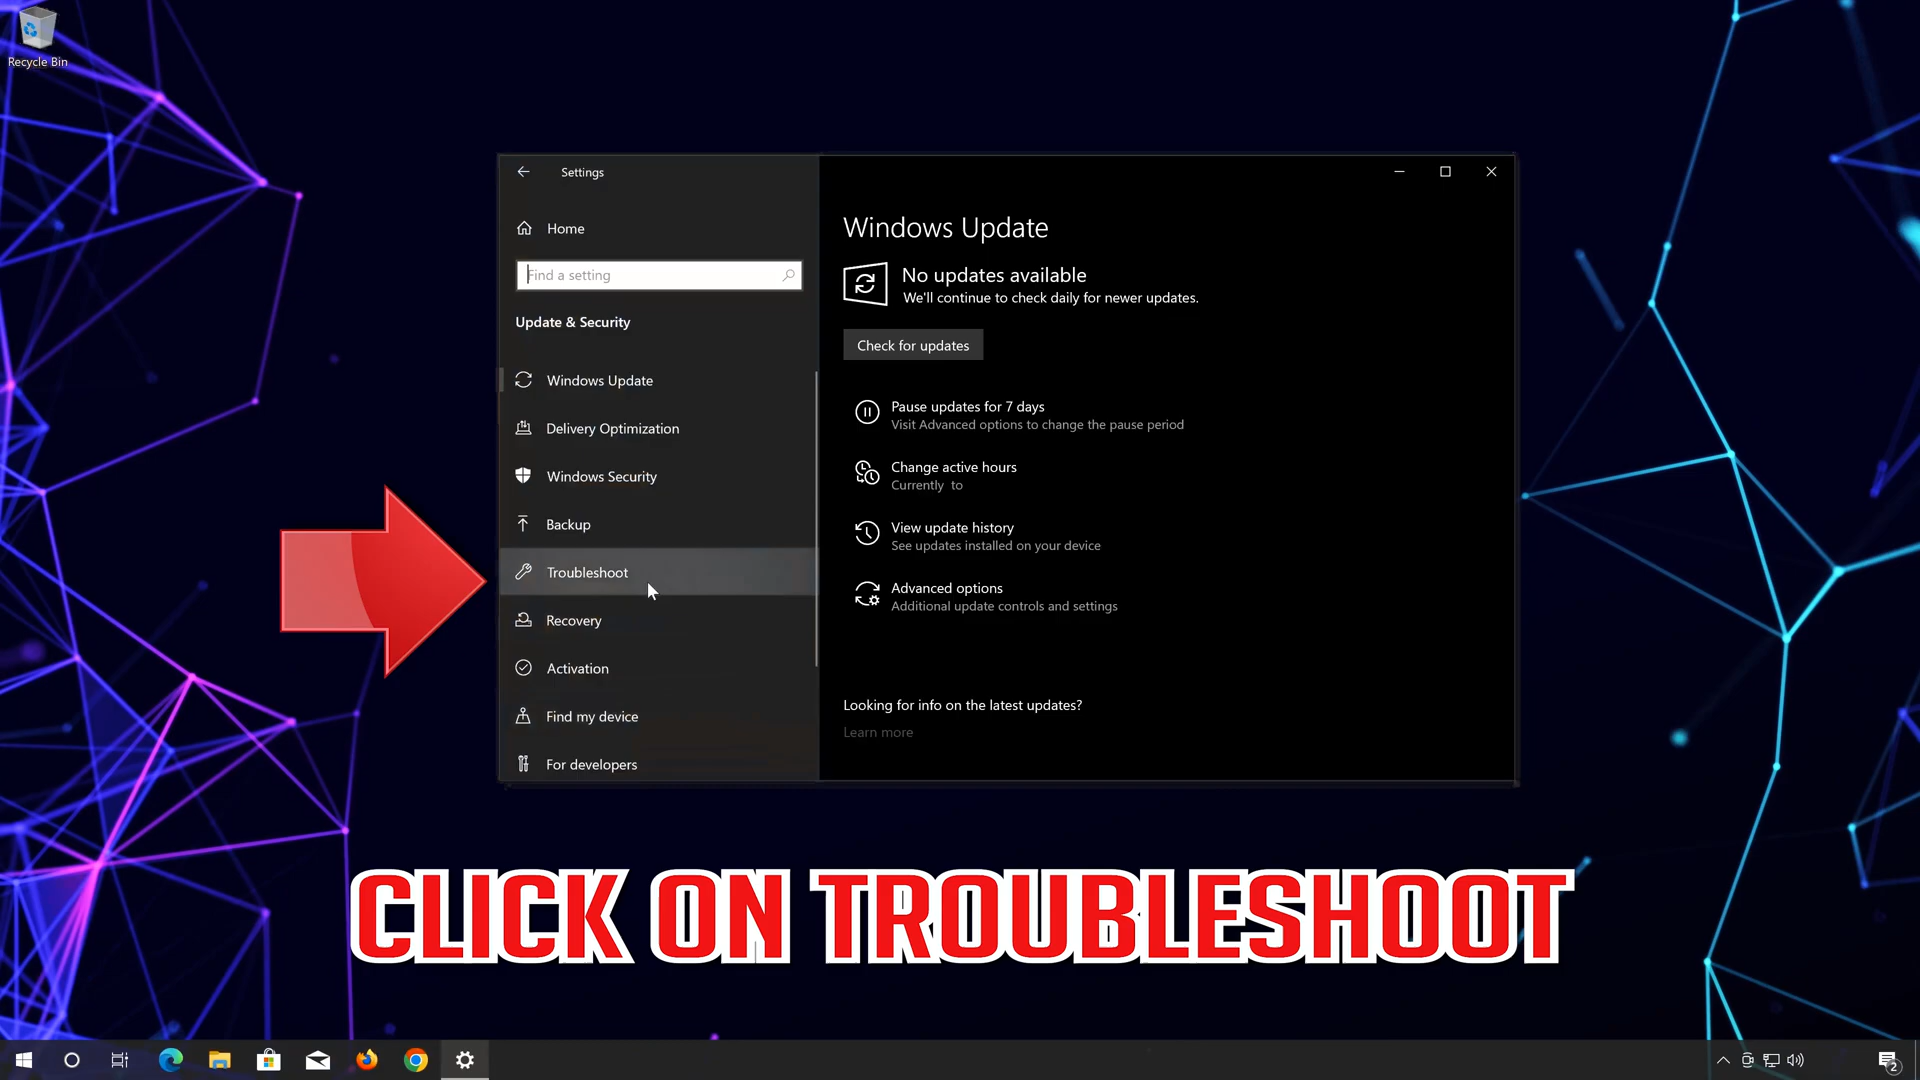 Recycle Bin
Settings
Home
Find a setting
Update & Security
Windows Update
Delivery Optimization
Windows Security
Backup
Troubleshoot
Recovery
Activation
Find my device
For developers
Windows Update
No updates available
We'll continue to check daily for newer updates.
Check for updates
Pause updates for 7 days
Visit Advanced options to change the pause period
Change active hours
Currently to
View update history
See updates installed on your device
Advanced options
Additional update controls and settings
Looking for info on the latest updates?
Learn more
CLICK ON TROUBLESHOOT
2